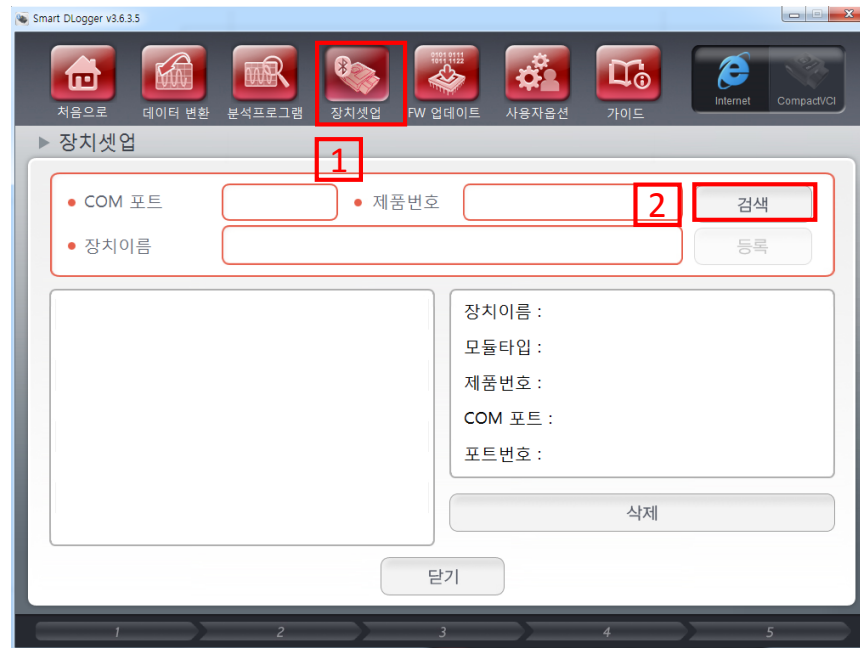 Smart DLogger v3.6.3.5
0101 0111
1011 1122
처음으로 데이터 변환 분석프로그램 장치셋업 FW 업데이트 사용자옵션 가이드 Internet CompactVCI
장치셋업
1
COM 포트 제품번호 2 검색
장치이름 등록
장치이름 :
모듈타입 :
제품번호 :
COM 포트 :
포트번호 :
삭제
닫기
1 2 3 4 5